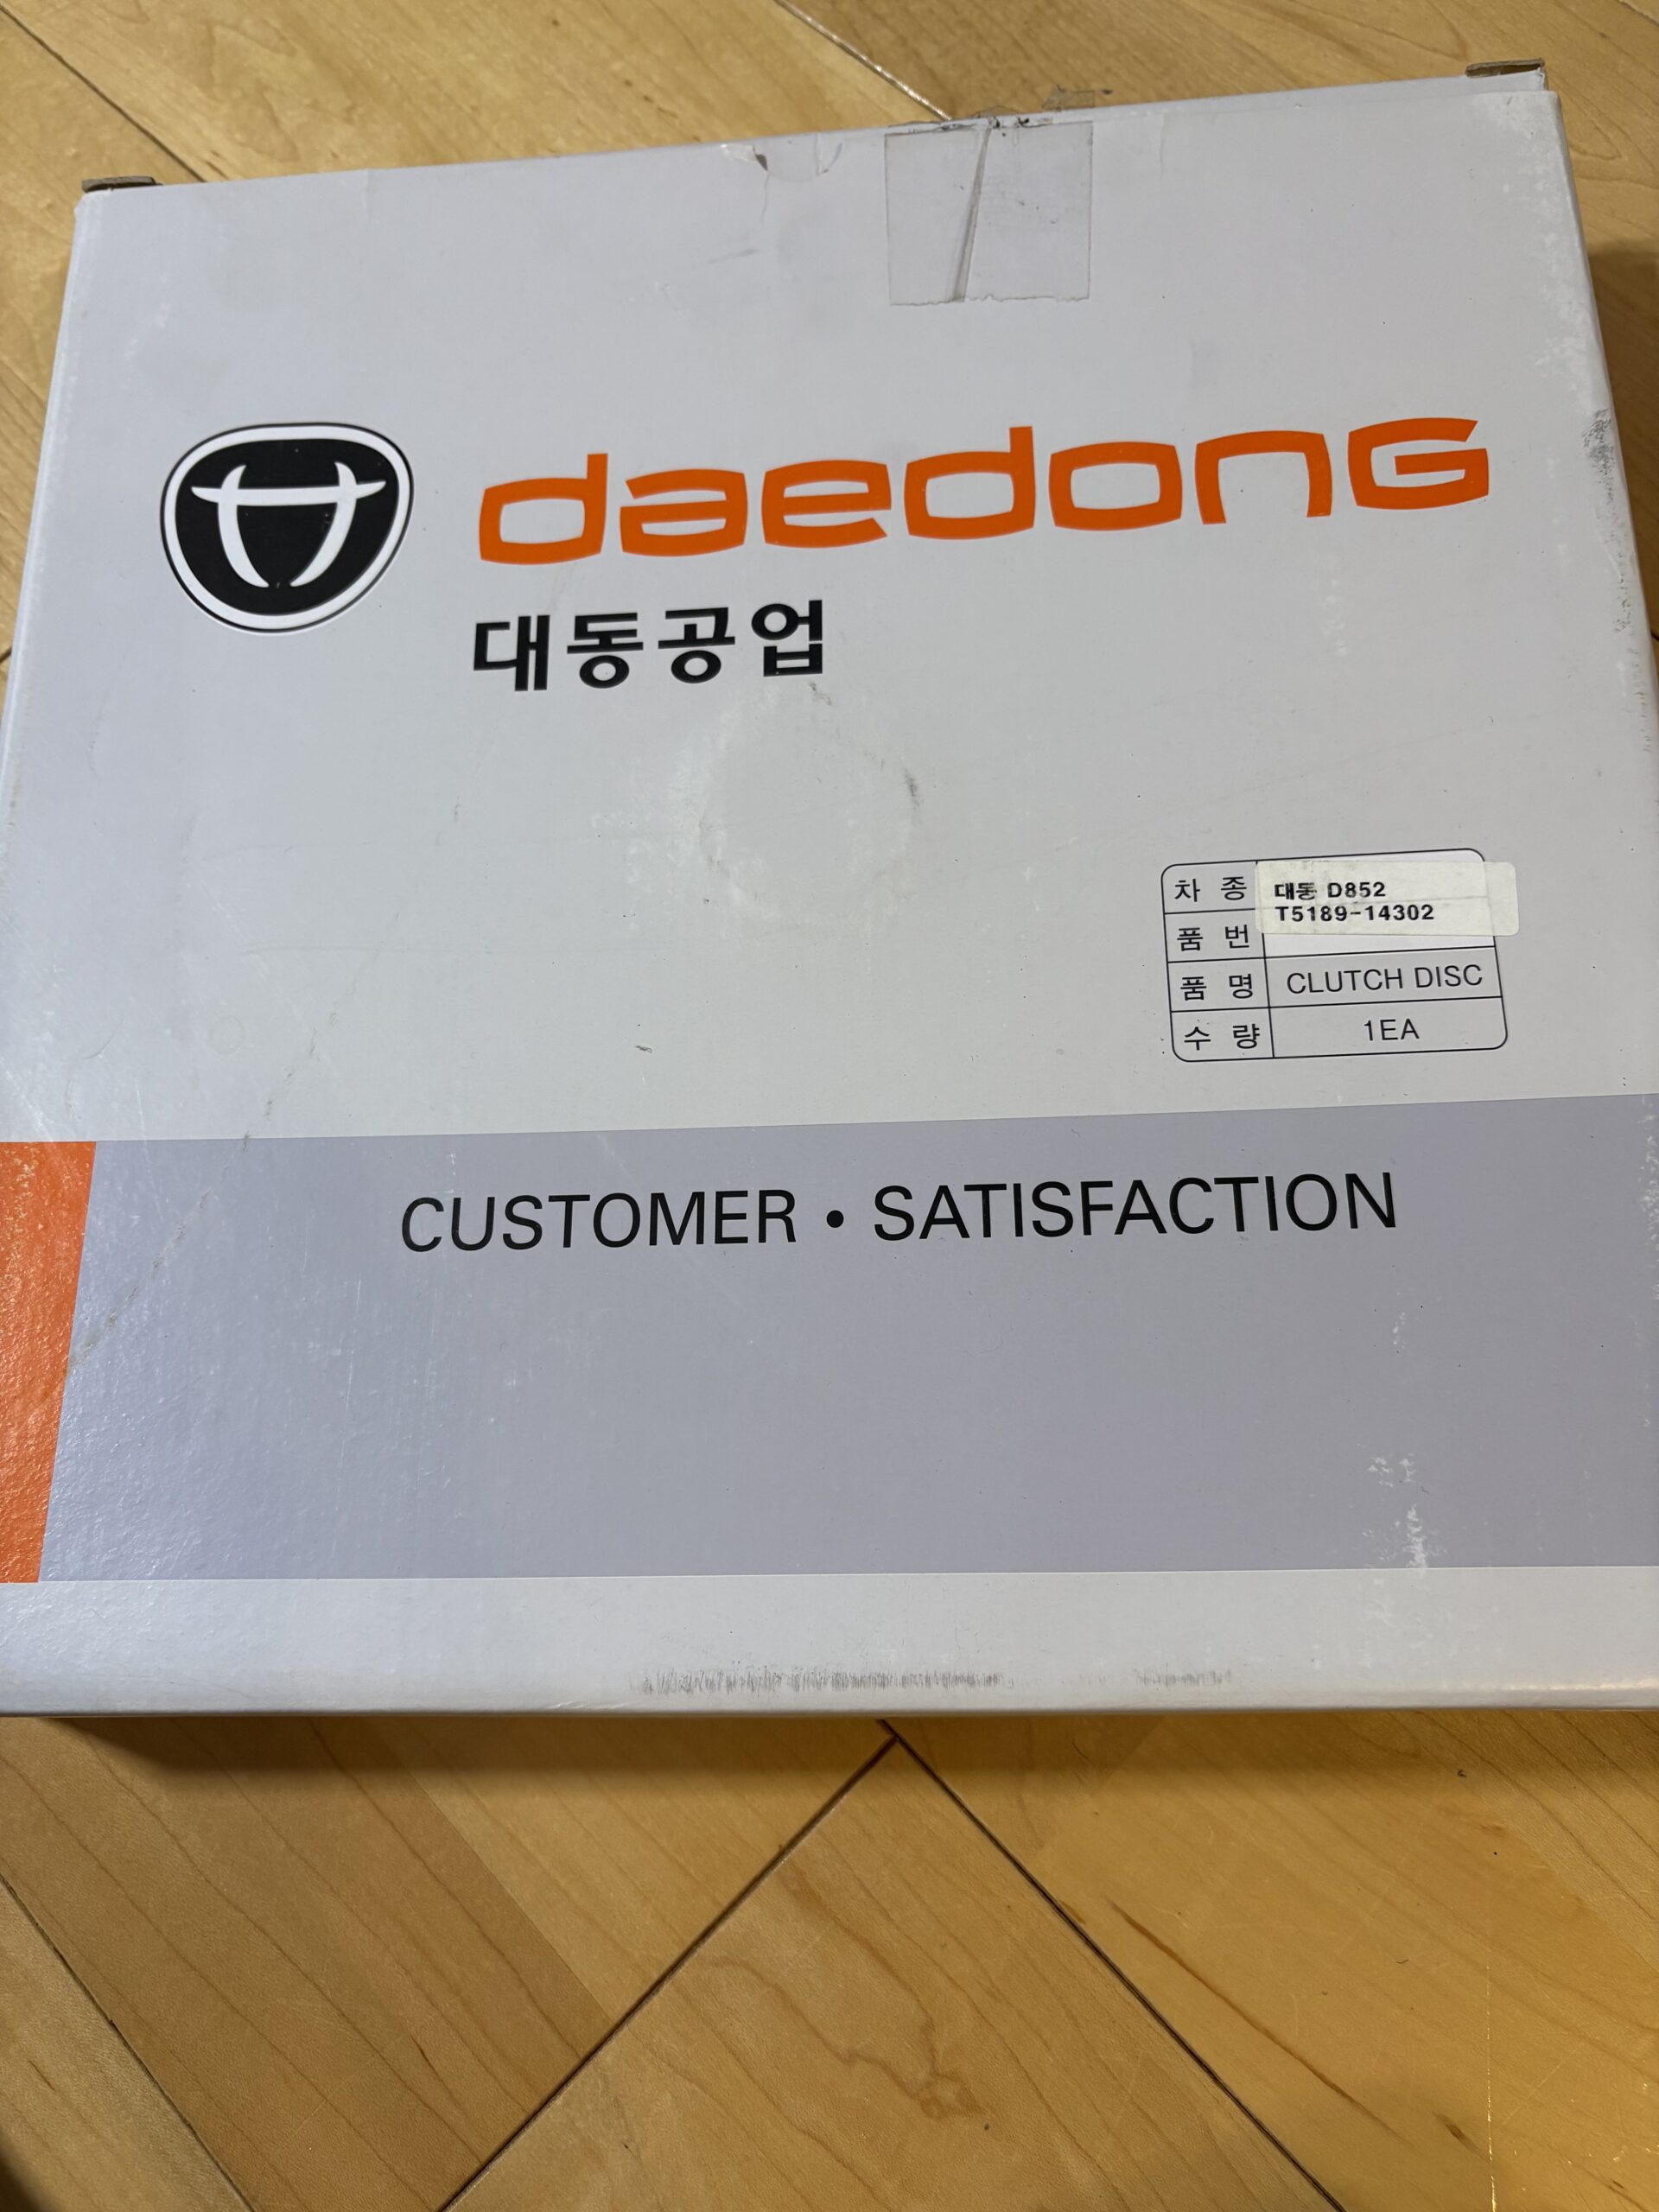 daedong
대동공업
차 종 대동 D852
품 번 T5189-14302
품 명 CLUTCH DISC
수 량 1EA
CUSTOMER • SATISFACTION